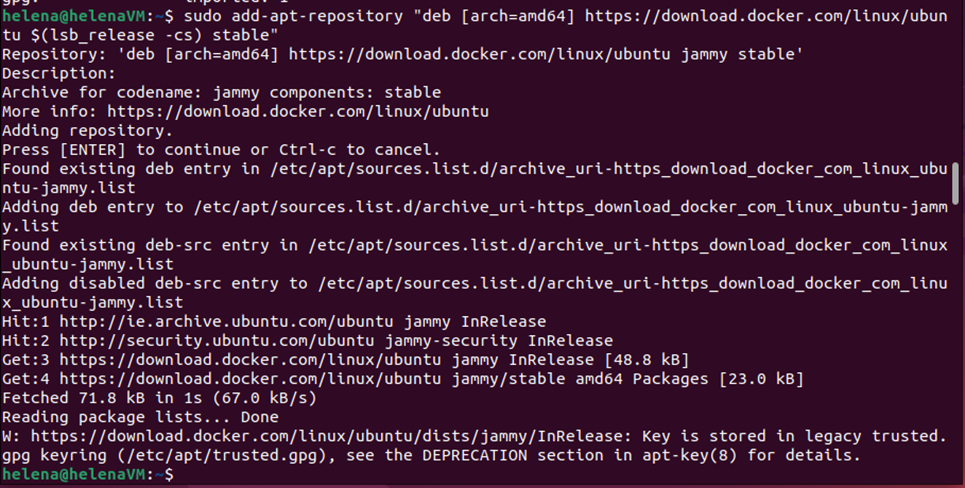 gpg:               imported: 1
helena@helenaVM:~$ sudo add-apt-repository "deb [arch=amd64] https://download.docker.com/linux/ubun
tu $(lsb_release -cs) stable"
Repository: 'deb [arch=amd64] https://download.docker.com/linux/ubuntu jammy stable'
Description:
Archive for codename: jammy components: stable
More info: https://download.docker.com/linux/ubuntu
Adding repository.
Press [ENTER] to continue or Ctrl-c to cancel.
Found existing deb entry in /etc/apt/sources.list.d/archive_uri-https_download_docker_com_linux_ubu
ntu-jammy.list
Adding deb entry to /etc/apt/sources.list.d/archive_uri-https_download_docker_com_linux_ubuntu-jamm
y.list
Found existing deb-src entry in /etc/apt/sources.list.d/archive_uri-https_download_docker_com_linux
_ubuntu-jammy.list
Adding disabled deb-src entry to /etc/apt/sources.list.d/archive_uri-https_download_docker_com_linu
x_ubuntu-jammy.list
Hit:1 http://ie.archive.ubuntu.com/ubuntu jammy InRelease
Hit:2 http://security.ubuntu.com/ubuntu jammy-security InRelease
Get:3 https://download.docker.com/linux/ubuntu jammy InRelease [48.8 kB]
Get:4 https://download.docker.com/linux/ubuntu jammy/stable amd64 Packages [23.0 kB]
Fetched 71.8 kB in 1s (67.0 kB/s)
Reading package lists... Done
W: https://download.docker.com/linux/ubuntu/dists/jammy/InRelease: Key is stored in legacy trusted.
gpg keyring (/etc/apt/trusted.gpg), see the DEPRECATION section in apt-key(8) for details.
helena@helenaVM:~$